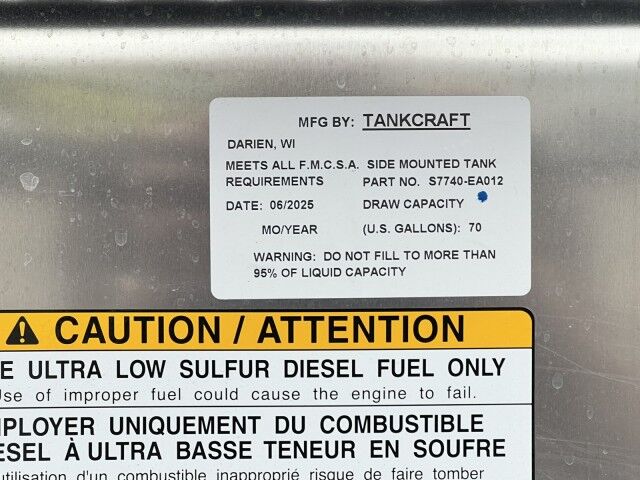 MFG BY: TANKCRAFT
DARIEN, WI
MEETS ALL F.M.C.S.A. SIDE MOUNTED TANK
REQUIREMENTS PART NO. S7740-EA012
DATE: 06/2025 DRAW CAPACITY
MO/YEAR (U.S. GALLONS): 70
WARNING: DO NOT FILL TO MORE THAN
95% OF LIQUID CAPACITY
CAUTION / ATTENTION
E ULTRA LOW SULFUR DIESEL FUEL ONLY
Use of improper fuel could cause the engine to fail.
PLOYER UNIQUEMENT DU COMBUSTIBLE
ESEL À ULTRA BASSE TENEUR EN SOUFRE
utilisation d'un combustible inapproprié risque de faire tomber